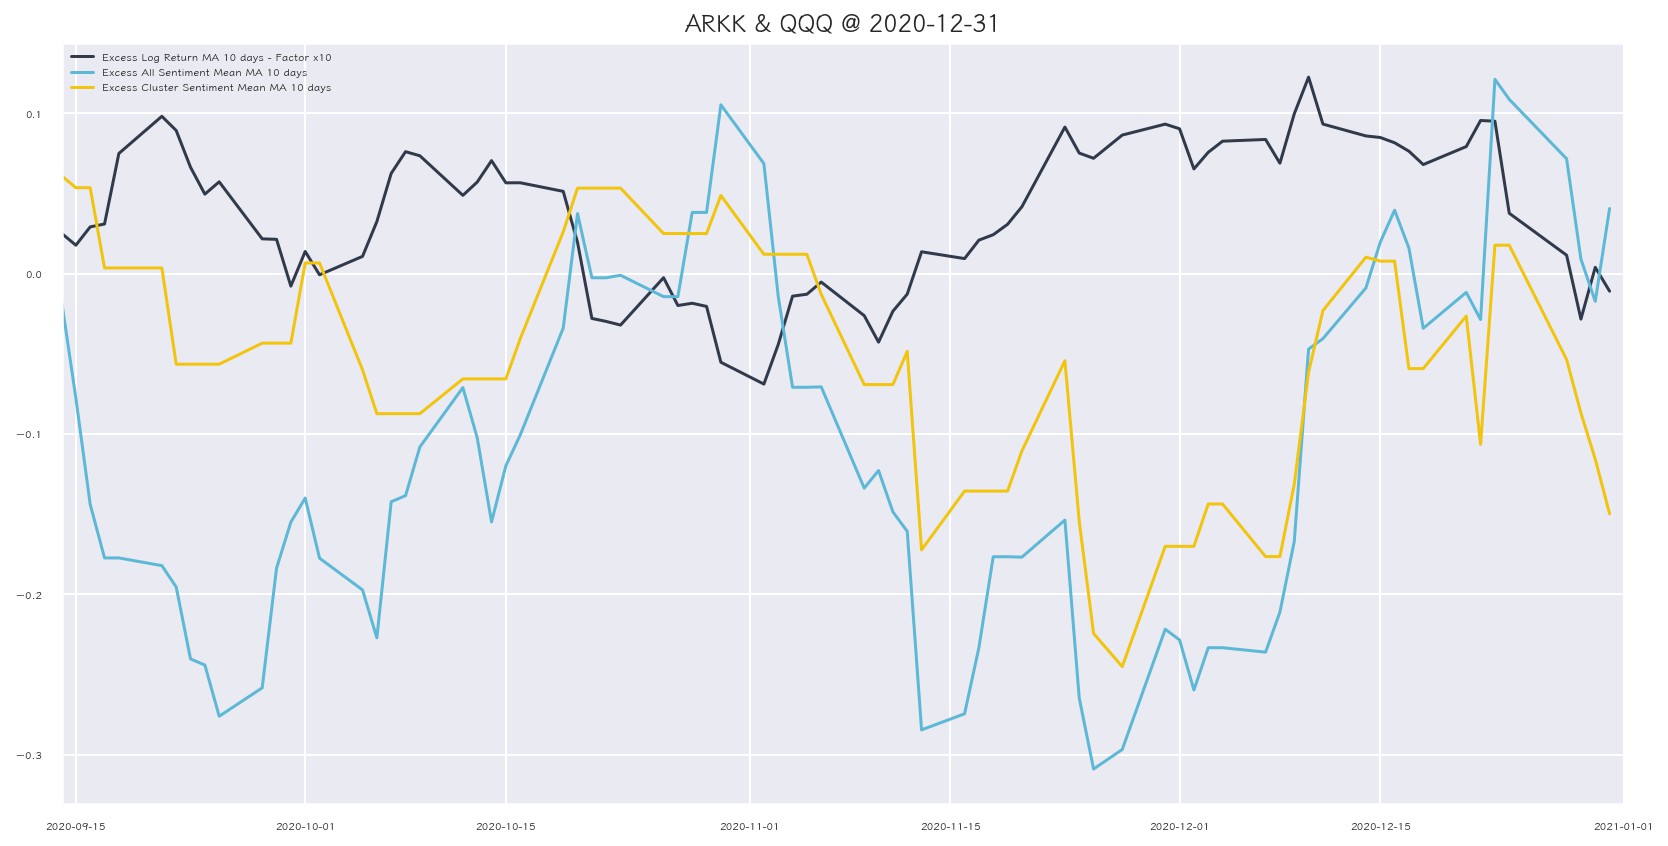 ARKK & QQQ @ 2020-12-31
Excess Log Return MA 10 days - Factor x10
Excess All Sentiment Mean MA 10 days
Excess Cluster Sentiment Mean MA 10 days
0.1
0.0
−0.1
−0.2
−0.3
2020-09-15 2020-10-01 2020-10-15 2020-11-01 2020-11-15 2020-12-01 2020-12-15 2021-01-01